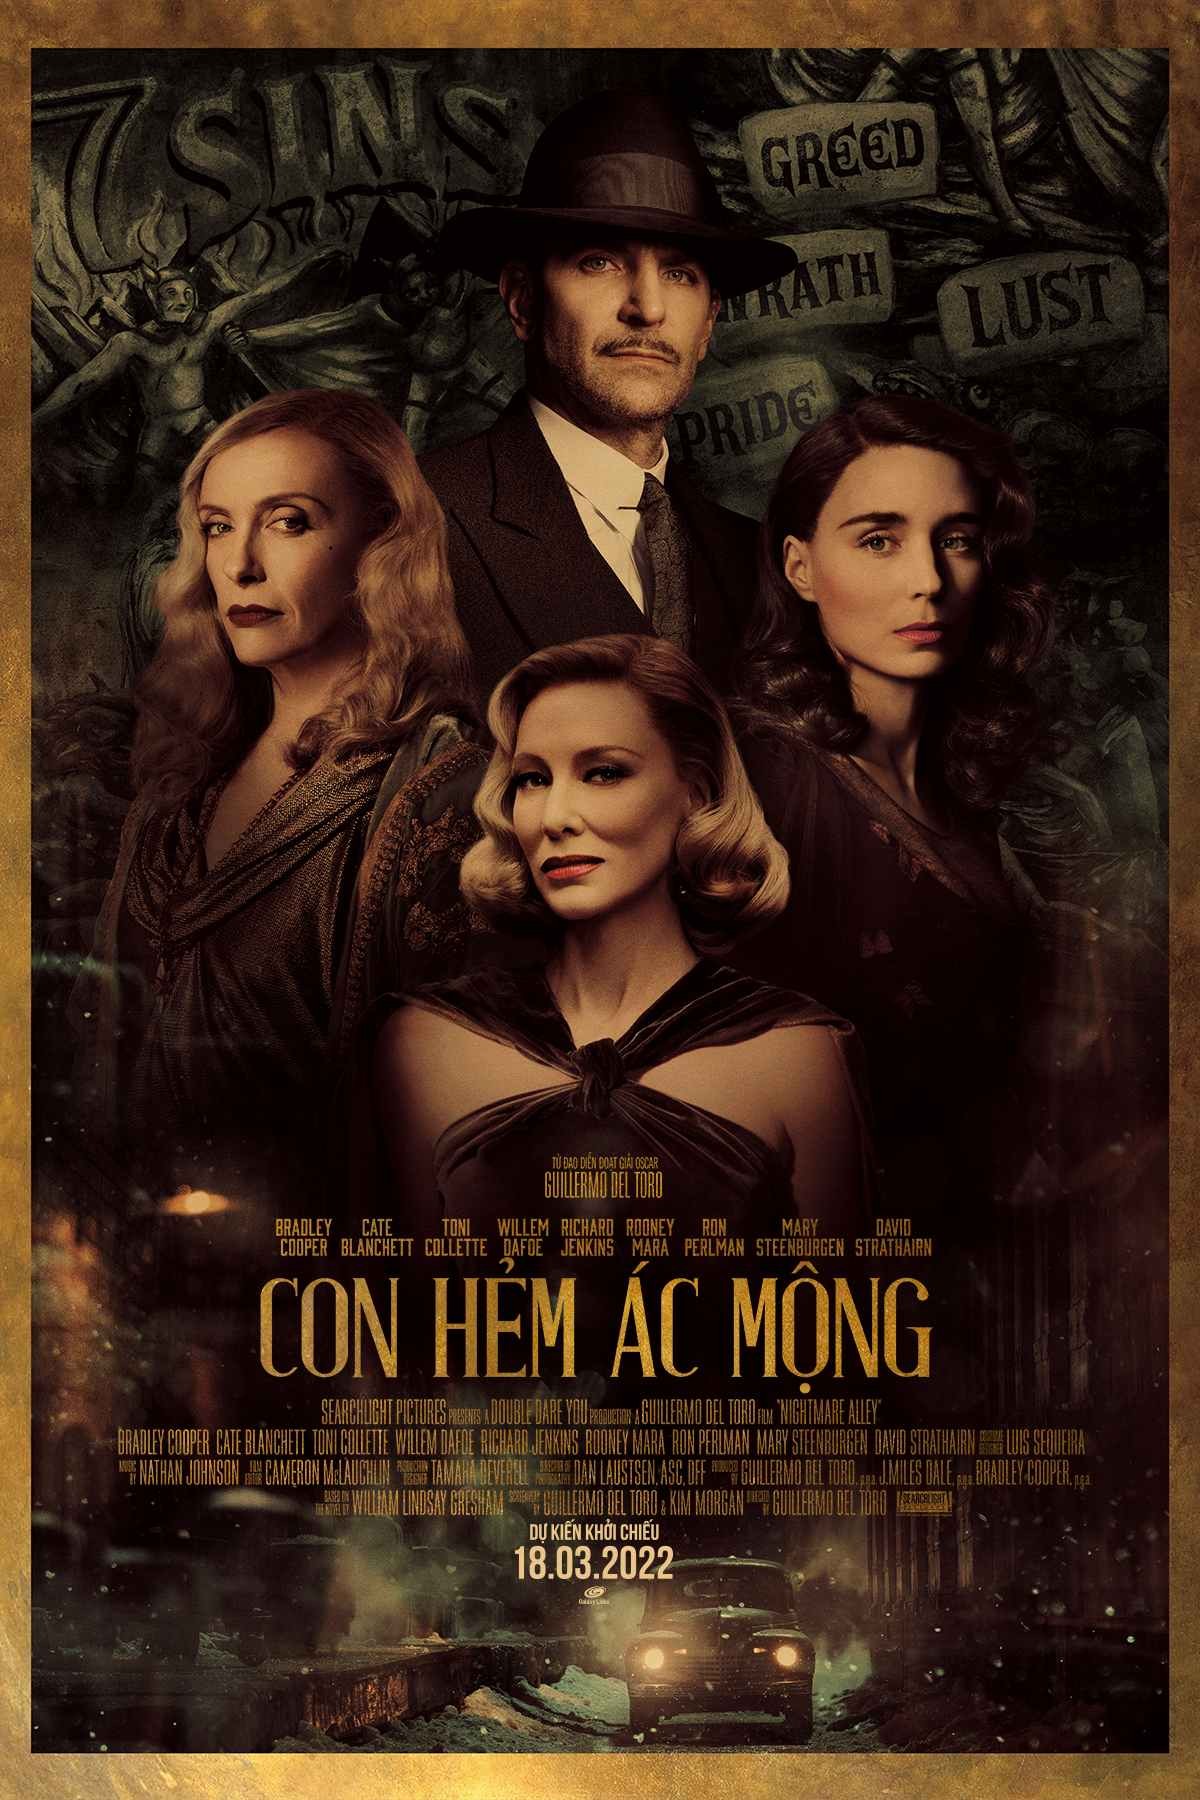 7 SINS
GREED
WRATH
LUST
PRIDE
TỪ ĐẠO DIỄN ĐOẠT GIẢI OSCAR
GUILLERMO DEL TORO
BRADLEY COOPER CATE BLANCHETT TONI COLLETTE WILLEM DAFOE RICHARD JENKINS ROONEY MARA RON PERLMAN MARY STEENBURGEN DAVID STRATHAIRN
CON HẺM ÁC MỘNG
SEARCHLIGHT PICTURES PRESENTS A DOUBLE DARE YOU PRODUCTION A GUILLERMO DEL TORO FILM "NIGHTMARE ALLEY"
BRADLEY COOPER CATE BLANCHETT TONI COLLETTE WILLEM DAFOE RICHARD JENKINS ROONEY MARA RON PERLMAN MARY STEENBURGEN DAVID STRATHAIRN COSTUME DESIGNER LUIS SEQUEIRA
MUSIC BY NATHAN JOHNSON FILM EDITOR CAMERON McLAUCHLIN PRODUCTION DESIGNER TAMARA DEVERELL DIRECTOR OF PHOTOGRAPHY DAN LAUSTSEN, ASC, DFF PRODUCED BY GUILLERMO DEL TORO, p.g.a. J.MILES DALE, p.g.a. BRADLEY COOPER, p.g.a.
BASED ON THE NOVEL BY WILLIAM LINDSAY GRESHAM SCREENPLAY BY GUILLERMO DEL TORO & KIM MORGAN DIRECTED BY GUILLERMO DEL TORO SEARCHLIGHT PICTURES
DỰ KIẾN KHỞI CHIẾU
18.03.2022